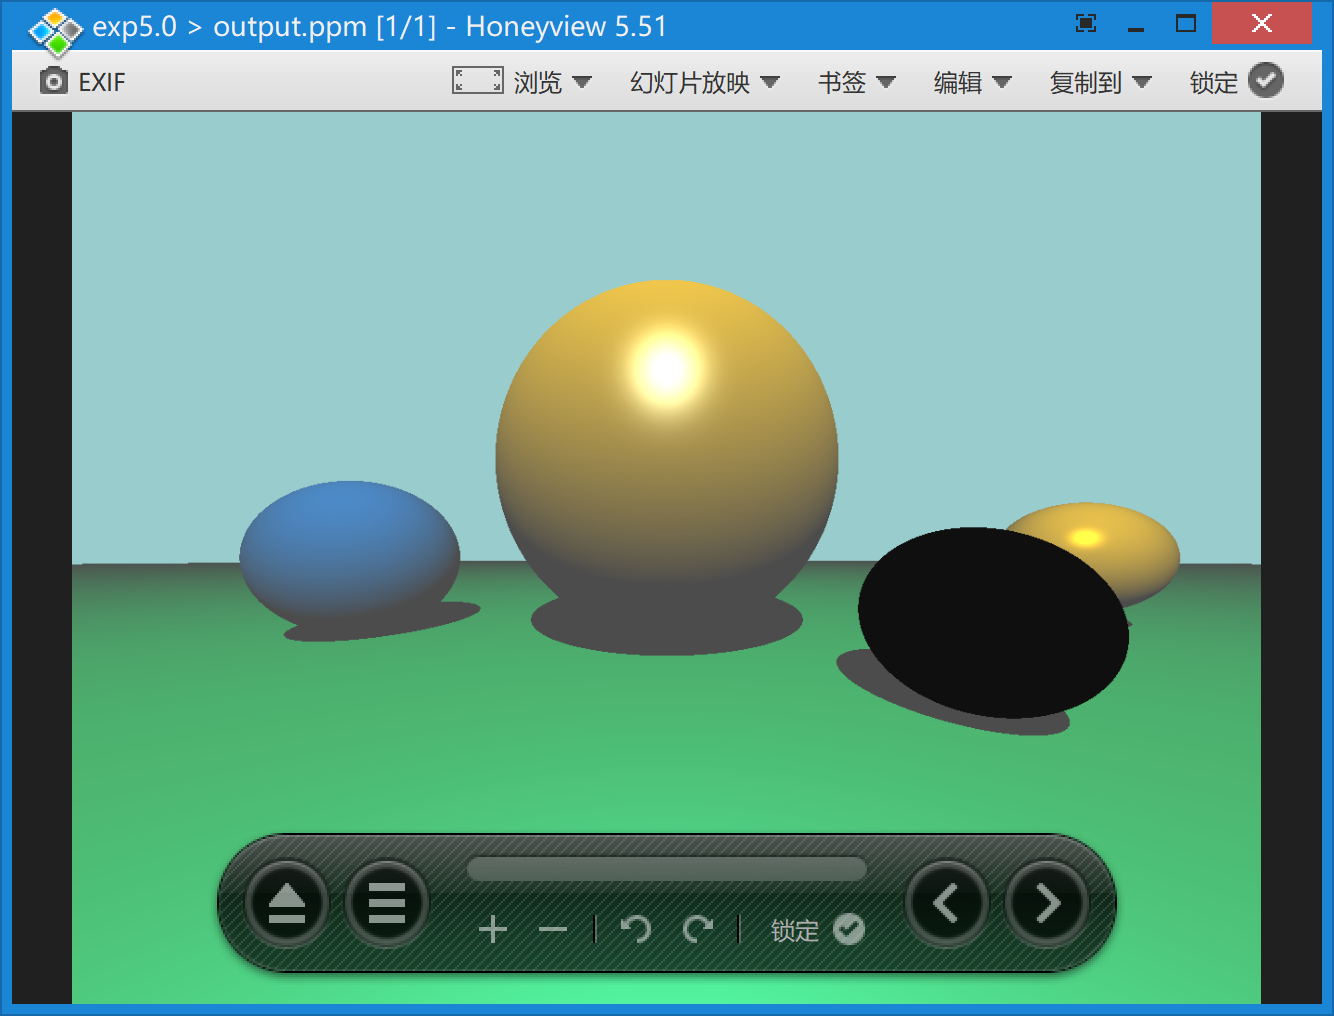 exp5.0 > output.ppm [1/1] - Honeyview 5.51
EXIF 浏览 幻灯片放映 书签 编辑 复制到 锁定
锁定